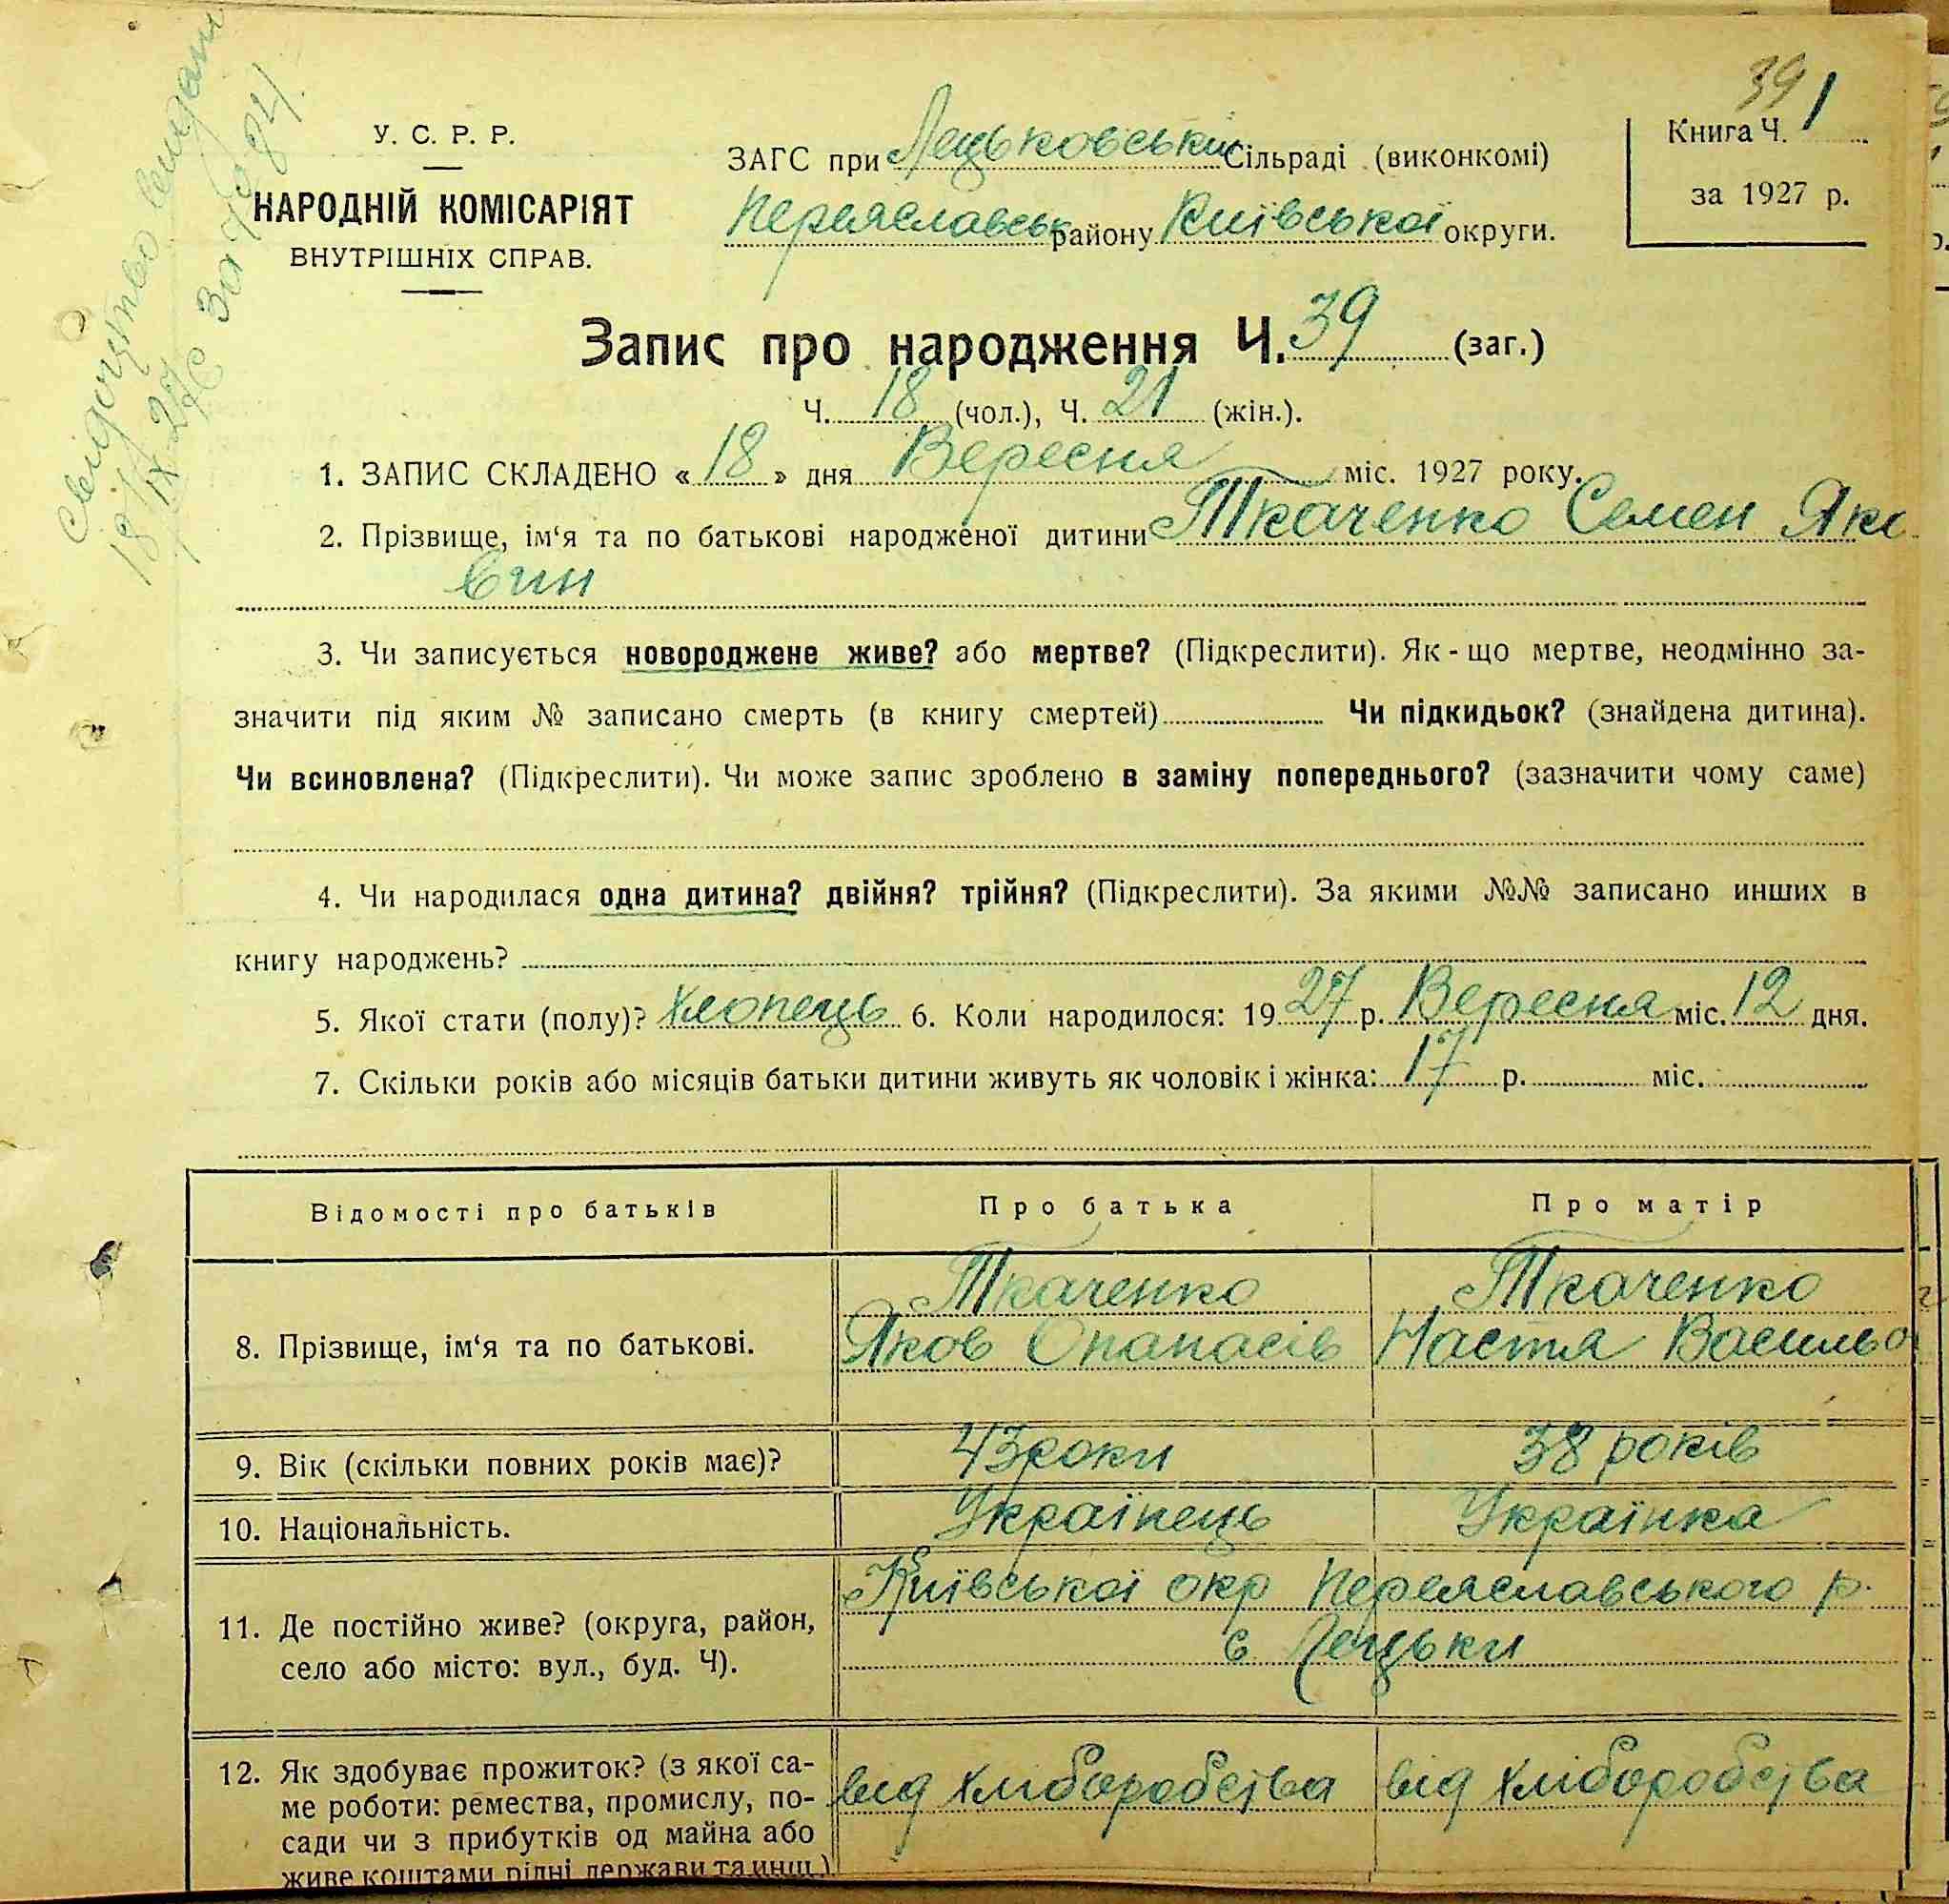 Свидоцтво
18/IX 27
39 1
У. С. Р. Р.
НАРОДНІЙ КОМІСАРІЯТ
ВНУТРІШНІХ СПРАВ.
ЗАГС при Лецьковській Сільраді (виконкомі)
Переяславськ району Київської округи.
Книга Ч.
за 1927 р.
Запис про народження Ч. 39 (заг.)
Ч. 18 (чол.), Ч. 21 (жін.).
1. ЗАПИС СКЛАДЕНО « 18 » дня Вересня міс. 1927 року.
2. Прізвище, ім‘я та по батькові народженої дитини Ткаченко Семен Яко
вин
3. Чи записується новороджене живе? або мертве? (Підкреслити). Як-що мертве, неодмінно за-
значити під яким № записано смерть (в книгу смертей) Чи підкидьок? (знайдена дитина).
Чи всиновлена? (Підкреслити). Чи може запис зроблено в заміну попереднього? (зазначити чому саме)
4. Чи народилася одна дитина? двійня? трійня? (Підкреслити). За якими №№ записано инших в
книгу народжень?
5. Якої стати (полу)? Хлопець 6. Коли народилося: 19 27 р. Вересня міс. 12 дня.
7. Скільки років або місяців батьки дитини живуть як чоловік і жінка: 17 р. міс.
Відомості про батьків Про батька Про матір
8. Прізвище, ім‘я та по батькові.
Ткаченко
Яков Опанасів
Ткаченко
Настя Васильо
9. Вік (скільки повних років має)? 43 роки 38 років
10. Національність. Українець Українка
11. Де постійно живе? (округа, район,
село або місто: вул., буд. Ч).
Київської окр Переяславського р.
с Лецьки
12. Як здобуває прожиток? (з якої са-
ме роботи: ремества, промислу, по-
сади чи з прибутків од майна або
живе коштами рідні держави та инш.)
від хліборобства від хліборобства